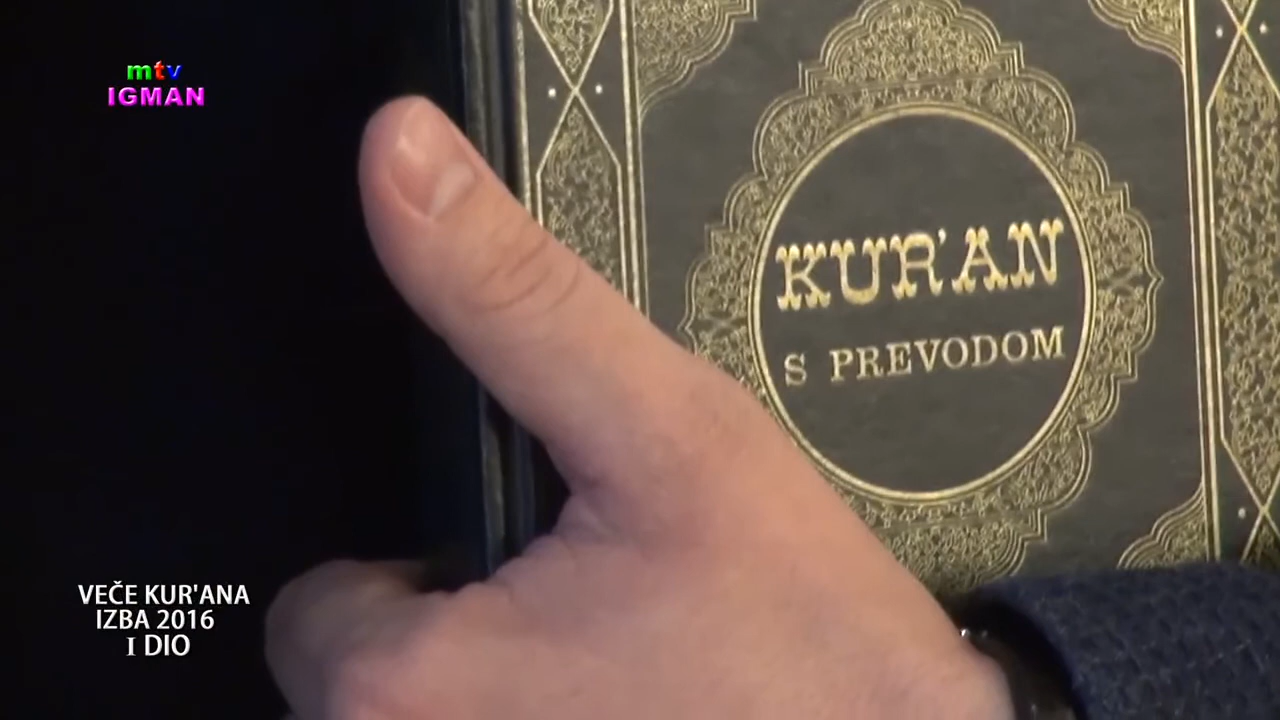 mtv
IGMAN
KUR'AN
S PREVODOM
VEČE KUR'ANA
IZBA 2016
I DIO